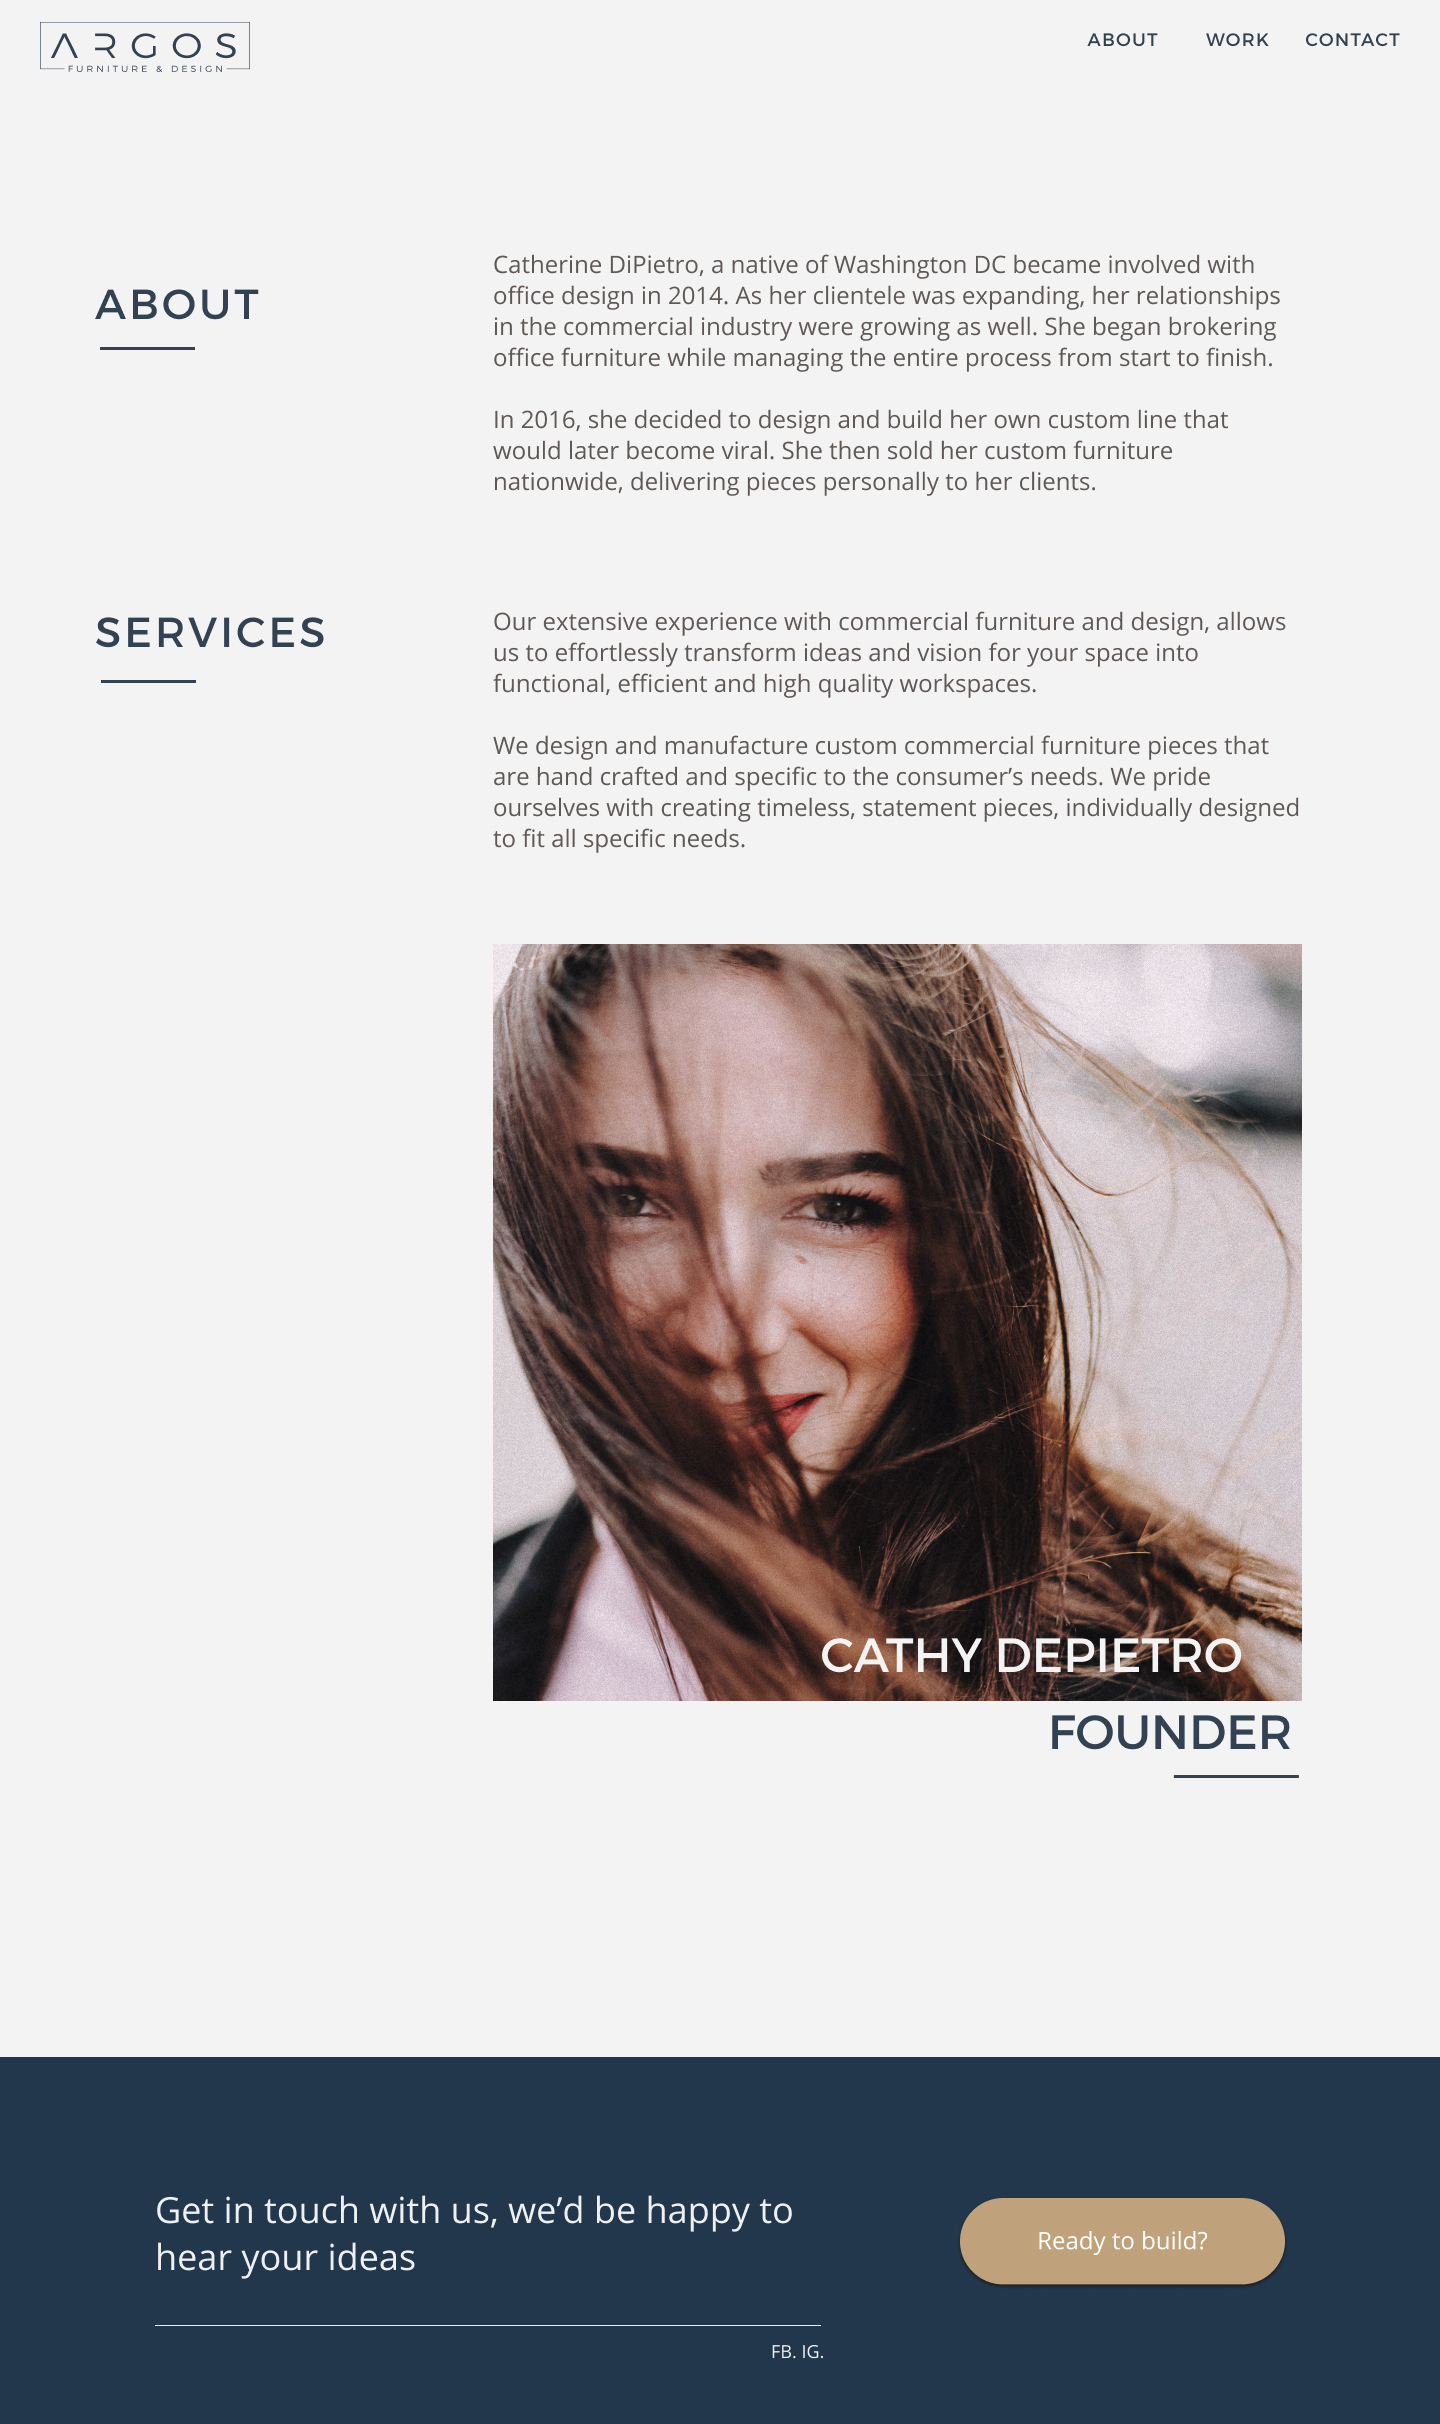 ARGOS
FURNITURE & DESIGN
ABOUT WORK CONTACT
ABOUT
Catherine DiPietro, a native of Washington DC became involved with
office design in 2014. As her clientele was expanding, her relationships
in the commercial industry were growing as well. She began brokering
office furniture while managing the entire process from start to finish.
In 2016, she decided to design and build her own custom line that
would later become viral. She then sold her custom furniture
nationwide, delivering pieces personally to her clients.
SERVICES
Our extensive experience with commercial furniture and design, allows
us to effortlessly transform ideas and vision for your space into
functional, efficient and high quality workspaces.
We design and manufacture custom commercial furniture pieces that
are hand crafted and specific to the consumer’s needs. We pride
ourselves with creating timeless, statement pieces, individually designed
to fit all specific needs.
CATHY DEPIETRO
FOUNDER
Get in touch with us, we’d be happy to
hear your ideas
Ready to build?
FB. IG.